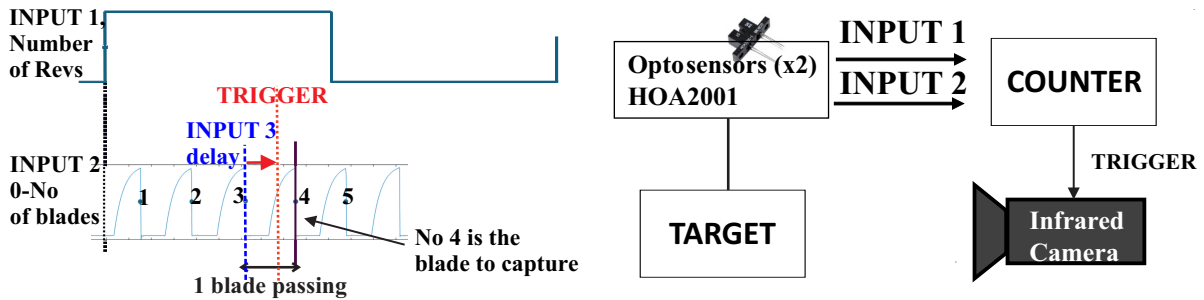 INPUT 1,
Number
of Revs
TRIGGER
INPUT 3
delay
INPUT 2
0-No
of blades
1 2 3 4 5
No 4 is the
blade to capture
1 blade passing
Optosensors (x2)
HOA2001
INPUT 1
INPUT 2
COUNTER
TRIGGER
TARGET
Infrared
Camera